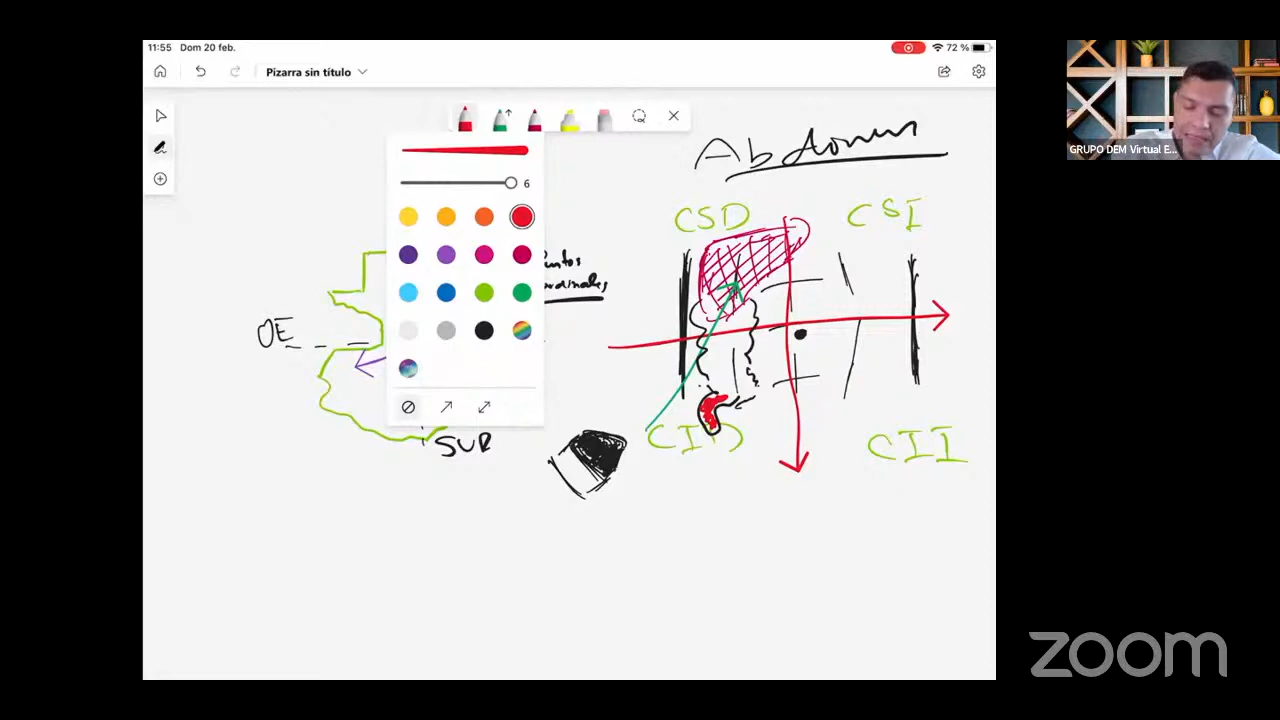 11:55 Dom 20 feb.
72 %
Pizarra sin título
6
Abdomen
CSD
CSI
OE
SUR
CID
CII
GRUPO DEM Virtual E...
zoom